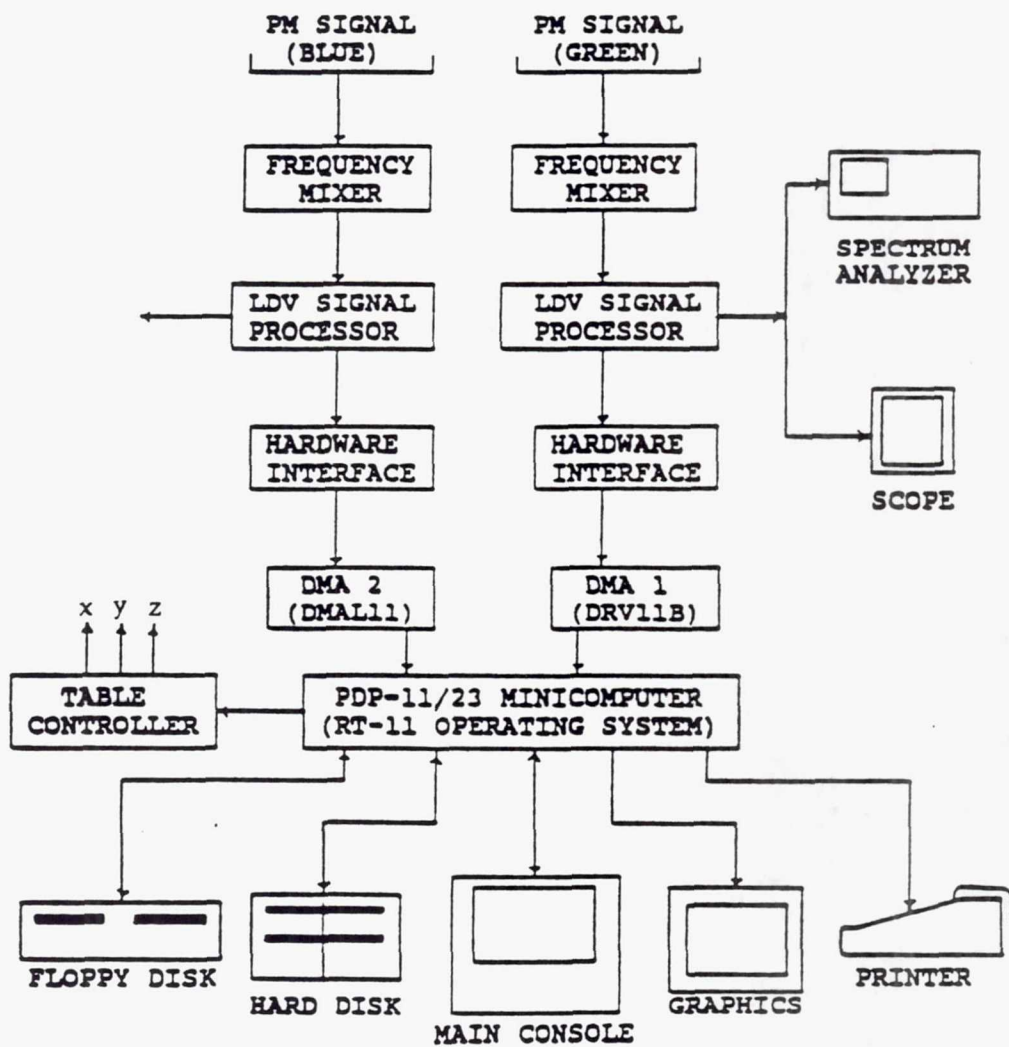 PM SIGNAL
(BLUE)
PM SIGNAL
(GREEN)
FREQUENCY
MIXER
FREQUENCY
MIXER
SPECTRUM
ANALYZER
LDV SIGNAL
PROCESSOR
LDV SIGNAL
PROCESSOR
HARDWARE
INTERFACE
HARDWARE
INTERFACE
SCOPE
DMA 2
(DMAL11)
DMA 1
(DRV11B)
x y z
TABLE
CONTROLLER
PDP-11/23 MINICOMPUTER
(RT-11 OPERATING SYSTEM)
FLOPPY DISK
HARD DISK
MAIN CONSOLE
GRAPHICS
PRINTER